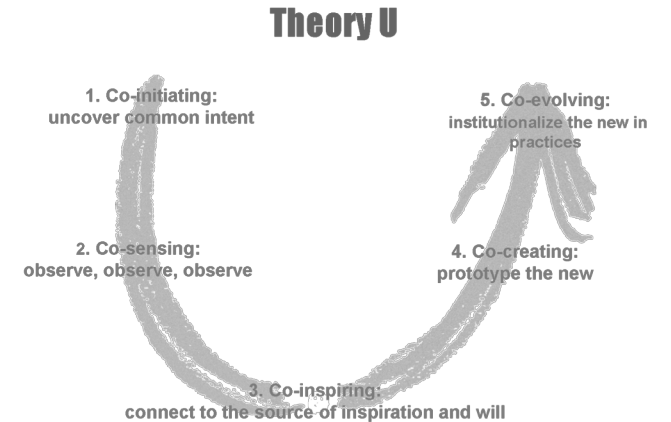 Theory U
1. Co-initiating:
uncover common intent
2. Co-sensing:
observe, observe, observe
3. Co-inspiring:
connect to the source of inspiration and will
4. Co-creating:
prototype the new
5. Co-evolving:
institutionalize the new in
practices